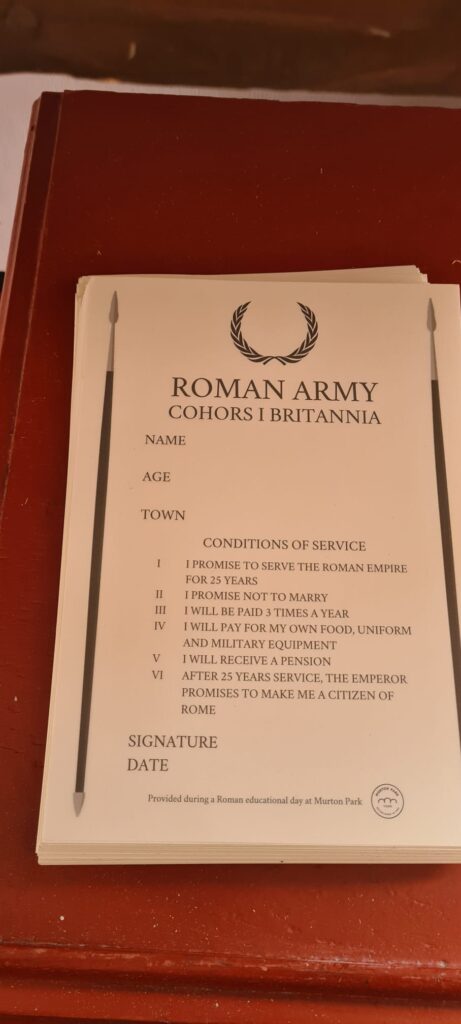 ROMAN ARMY
COHORS I BRITANNIA
NAME
AGE
TOWN
CONDITIONS OF SERVICE
I I PROMISE TO SERVE THE ROMAN EMPIRE
FOR 25 YEARS
II I PROMISE NOT TO MARRY
III I WILL BE PAID 3 TIMES A YEAR
IV I WILL PAY FOR MY OWN FOOD, UNIFORM
AND MILITARY EQUIPMENT
V I WILL RECEIVE A PENSION
VI AFTER 25 YEARS SERVICE, THE EMPEROR
PROMISES TO MAKE ME A CITIZEN OF
ROME
SIGNATURE
DATE
Provided during a Roman educational day at Murton Park
MURTON PARK